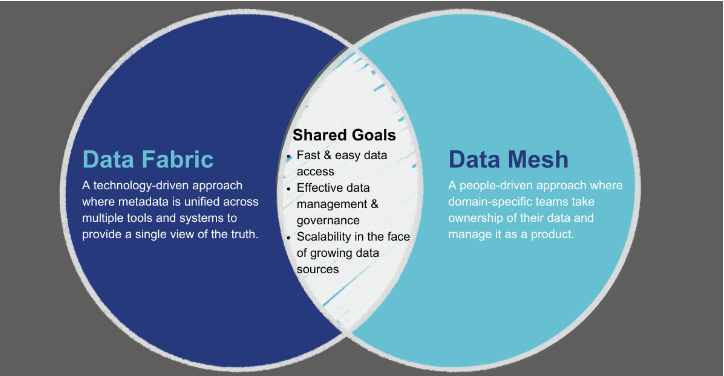 Data Fabric
A technology-driven approach
where metadata is unified across
multiple tools and systems to
provide a single view of the truth.
Shared Goals
• Fast & easy data
access
• Effective data
management &
governance
• Scalability in the face
of growing data
sources
Data Mesh
A people-driven approach where
domain-specific teams take
ownership of their data and
manage it as a product.